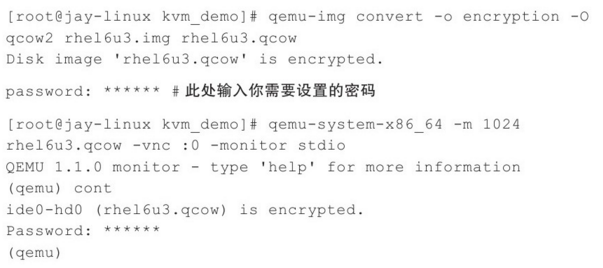 [root@jay-linux kvm_demo]# qemu-img convert -o encryption -O
qcow2 rhel6u3.img rhel6u3.qcow
Disk image 'rhel6u3.qcow' is encrypted.
password: ****** # 此处输入你需要设置的密码
[root@jay-linux kvm_demo]# qemu-system-x86_64 -m 1024
rhel6u3.qcow -vnc :0 -monitor stdio
QEMU 1.1.0 monitor - type 'help' for more information
(qemu) cont
ide0-hd0 (rhel6u3.qcow) is encrypted.
Password: ******
(qemu)